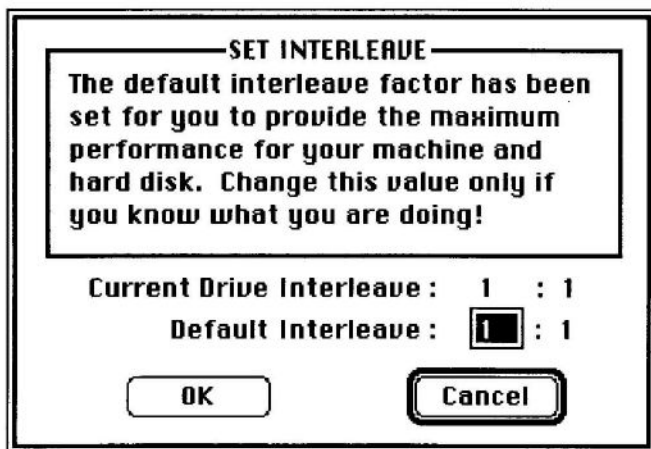 SET INTERLEAVE
The default interleave factor has been
set for you to provide the maximum
performance for your machine and
hard disk.  Change this value only if
you know what you are doing!
Current Drive Interleave :  1  : 1
Default Interleave :  1  : 1
OK  Cancel